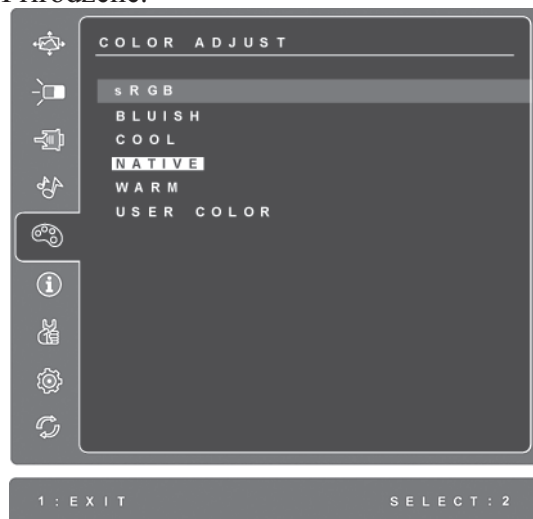 COLOR ADJUST
sRGB
BLUISH
COOL
NATIVE
WARM
USER COLOR
1:EXIT SELECT:2